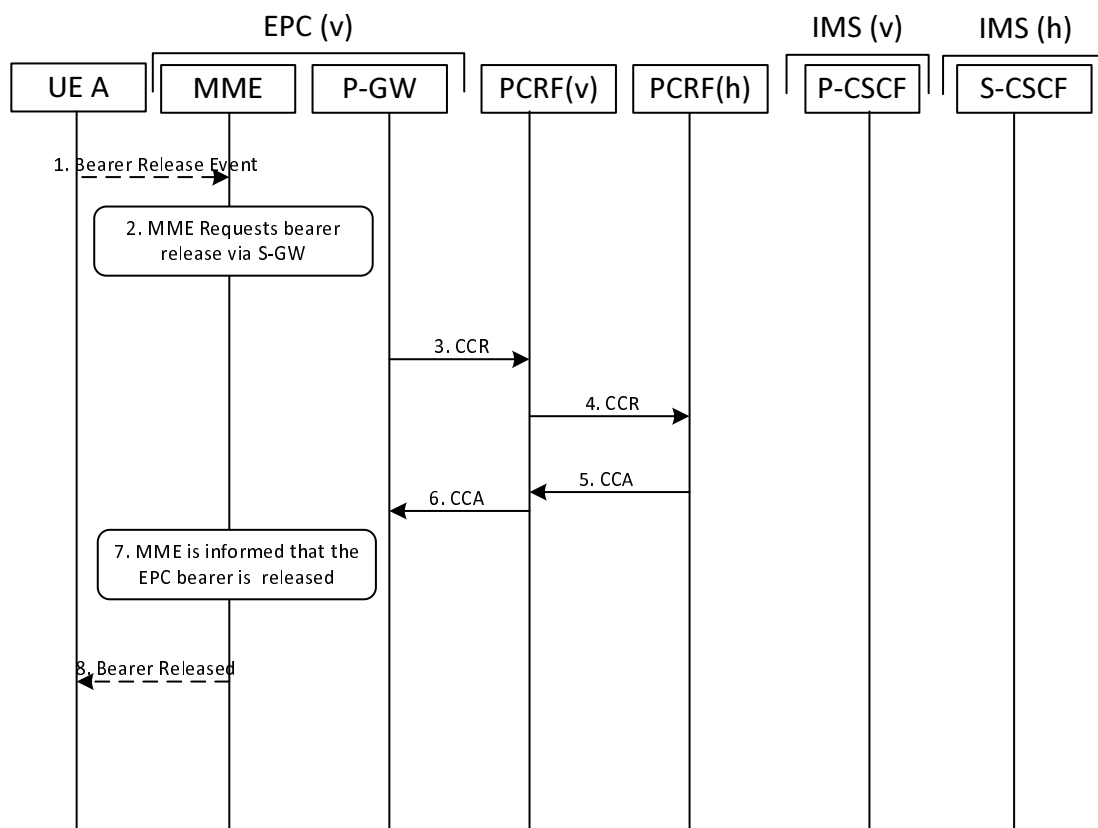 EPC (v)
IMS (v)
IMS (h)
UE A
MME
P-GW
PCRF(v)
PCRF(h)
P-CSCF
S-CSCF
1. Bearer Release Event
2. MME Requests bearer
release via S-GW
3. CCR
4. CCR
5. CCA
6. CCA
7. MME is informed that the
EPC bearer is released
8. Bearer Released